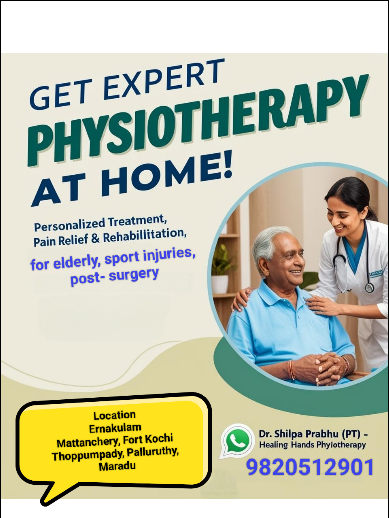 GET EXPERT
PHYSIOTHERAPY
AT HOME!
Personalized Treatment,
Pain Relief & Rehabillitation,
for elderly, sport injuries,
post- surgery
Location
Ernakulam
Mattanchery, Fort Kochi
Thoppumpady, Palluruthy,
Maradu
Dr. Shilpa Prabhu (PT) –
Healing Hands Phyiotherapy
9820512901